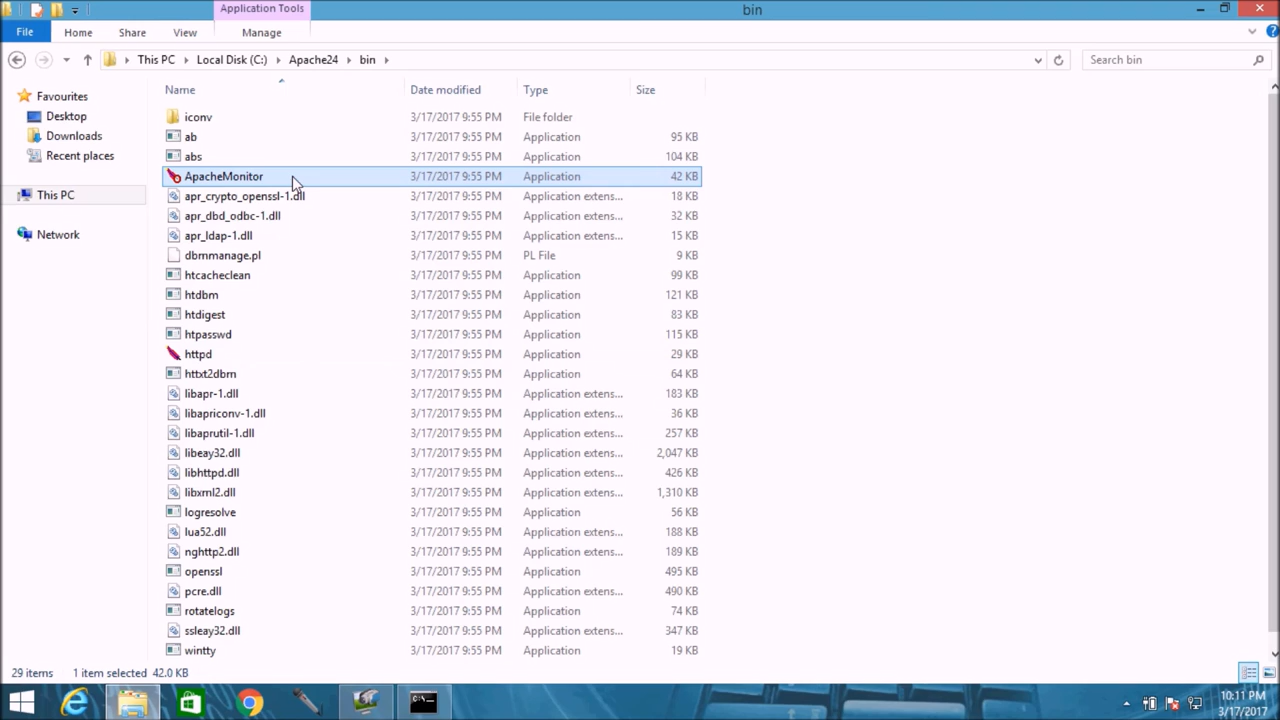 Application Tools
bin
File Home Share View Manage
This PC Local Disk (C:) Apache24 bin
Search bin
Favourites
Desktop
Downloads
Recent places
This PC
Network
Name Date modified Type Size
iconv 3/17/2017 9:55 PM File folder
ab 3/17/2017 9:55 PM Application 95 KB
abs 3/17/2017 9:55 PM Application 104 KB
ApacheMonitor 3/17/2017 9:55 PM Application 42 KB
apr_crypto_openssl-1.dll 3/17/2017 9:55 PM Application extens... 18 KB
apr_dbd_odbc-1.dll 3/17/2017 9:55 PM Application extens... 32 KB
apr_ldap-1.dll 3/17/2017 9:55 PM Application extens... 15 KB
dbmmanage.pl 3/17/2017 9:55 PM PL File 9 KB
htcacheclean 3/17/2017 9:55 PM Application 99 KB
htdbm 3/17/2017 9:55 PM Application 121 KB
htdigest 3/17/2017 9:55 PM Application 83 KB
htpasswd 3/17/2017 9:55 PM Application 115 KB
httpd 3/17/2017 9:55 PM Application 29 KB
httxt2dbm 3/17/2017 9:55 PM Application 64 KB
libapr-1.dll 3/17/2017 9:55 PM Application extens... 183 KB
libapriconv-1.dll 3/17/2017 9:55 PM Application extens... 36 KB
libaprutil-1.dll 3/17/2017 9:55 PM Application extens... 257 KB
libeay32.dll 3/17/2017 9:55 PM Application extens... 2,047 KB
libhttpd.dll 3/17/2017 9:55 PM Application extens... 426 KB
libxml2.dll 3/17/2017 9:55 PM Application extens... 1,310 KB
logresolve 3/17/2017 9:55 PM Application 56 KB
lua52.dll 3/17/2017 9:55 PM Application extens... 188 KB
nghttp2.dll 3/17/2017 9:55 PM Application extens... 189 KB
openssl 3/17/2017 9:55 PM Application 495 KB
pcre.dll 3/17/2017 9:55 PM Application extens... 490 KB
rotatelogs 3/17/2017 9:55 PM Application 74 KB
ssleay32.dll 3/17/2017 9:55 PM Application extens... 347 KB
wintty 3/17/2017 9:55 PM Application 19 KB
29 items 1 item selected 42.0 KB
10:11 PM
3/17/2017